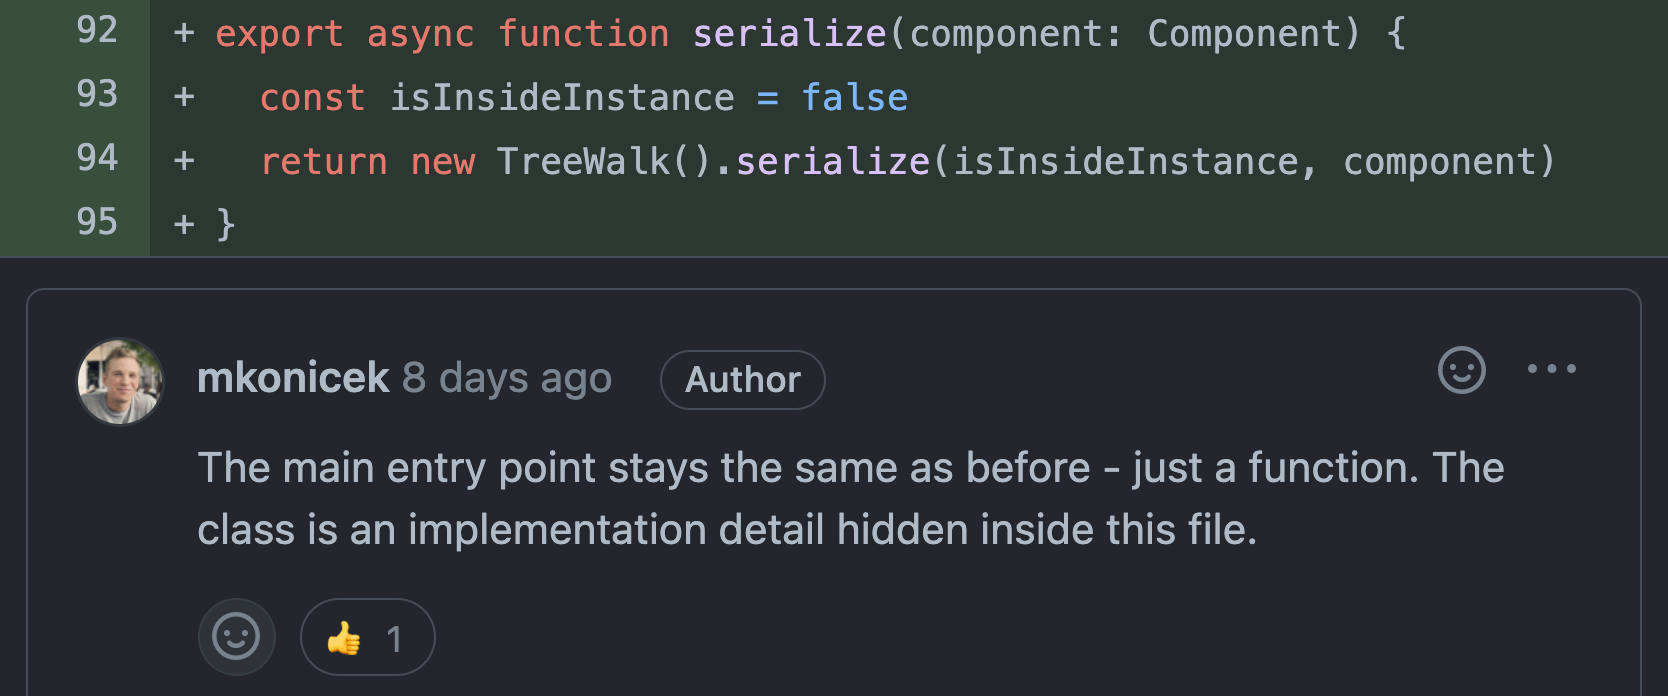 92 + export async function serialize(component: Component) {
93 +   const isInsideInstance = false
94 +   return new TreeWalk().serialize(isInsideInstance, component)
95 + }
mkonicek 8 days ago Author
The main entry point stays the same as before - just a function. The
class is an implementation detail hidden inside this file.
👍 1